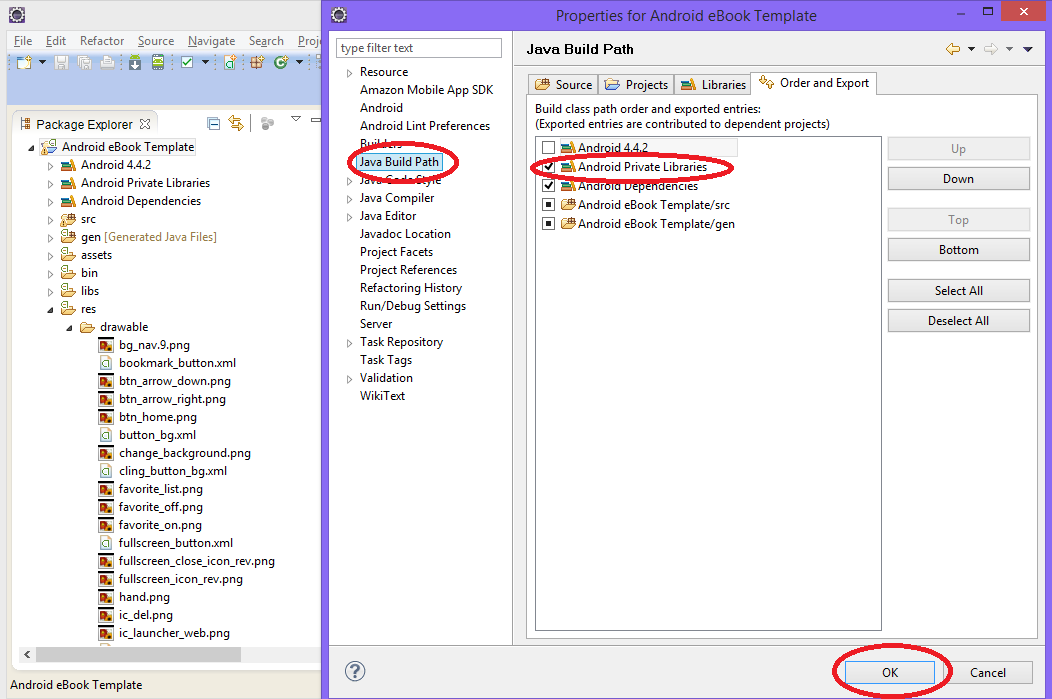 Properties for Android eBook Template
File Edit Refactor Source Navigate Search Proj
Package Explorer
Android eBook Template
Android 4.4.2
Android Private Libraries
Android Dependencies
src
gen [Generated Java Files]
assets
bin
libs
res
drawable
bg_nav.9.png
bookmark_button.xml
btn_arrow_down.png
btn_arrow_right.png
btn_home.png
button_bg.xml
change_background.png
cling_button_bg.xml
favorite_list.png
favorite_off.png
favorite_on.png
fullscreen_button.xml
fullscreen_close_icon_rev.png
fullscreen_icon_rev.png
hand.png
ic_del.png
ic_launcher_web.png
Android eBook Template
type filter text
Resource
Amazon Mobile App SDK
Android
Android Lint Preferences
Builders
Java Build Path
Java Code Style
Java Compiler
Java Editor
Javadoc Location
Project Facets
Project References
Refactoring History
Run/Debug Settings
Server
Task Repository
Task Tags
Validation
WikiText
Java Build Path
Source Projects Libraries Order and Export
Build class path order and exported entries:
(Exported entries are contributed to dependent projects)
Android 4.4.2
Android Private Libraries
Android Dependencies
Android eBook Template/src
Android eBook Template/gen
Up
Down
Top
Bottom
Select All
Deselect All
OK Cancel